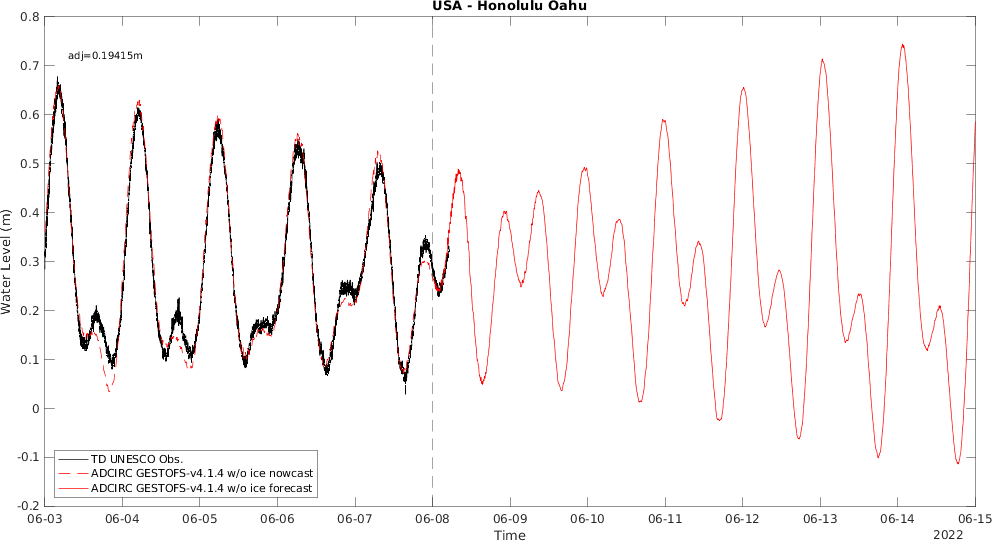 USA - Honolulu Oahu
adj=0.19415m
0.8
0.7
0.6
0.5
0.4
0.3
0.2
0.1
0
-0.1
-0.2
Water Level (m)
TD UNESCO Obs.
ADCIRC GESTOFS-v4.1.4 w/o ice nowcast
ADCIRC GESTOFS-v4.1.4 w/o ice forecast
06-03 06-04 06-05 06-06 06-07 06-08 06-09 06-10 06-11 06-12 06-13 06-14 06-15
Time
2022